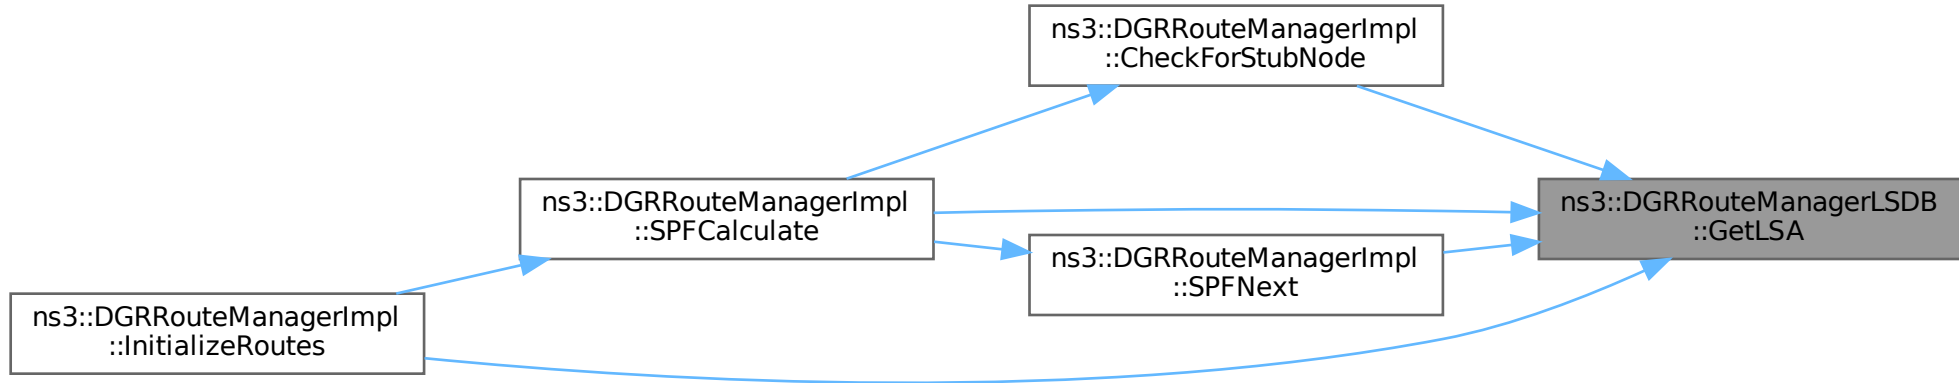 ns3::DGRRouteManagerImpl
::CheckForStubNode
ns3::DGRRouteManagerImpl
::SPFCalculate
ns3::DGRRouteManagerLSDB
::GetLSA
ns3::DGRRouteManagerImpl
::SPFNext
ns3::DGRRouteManagerImpl
::InitializeRoutes